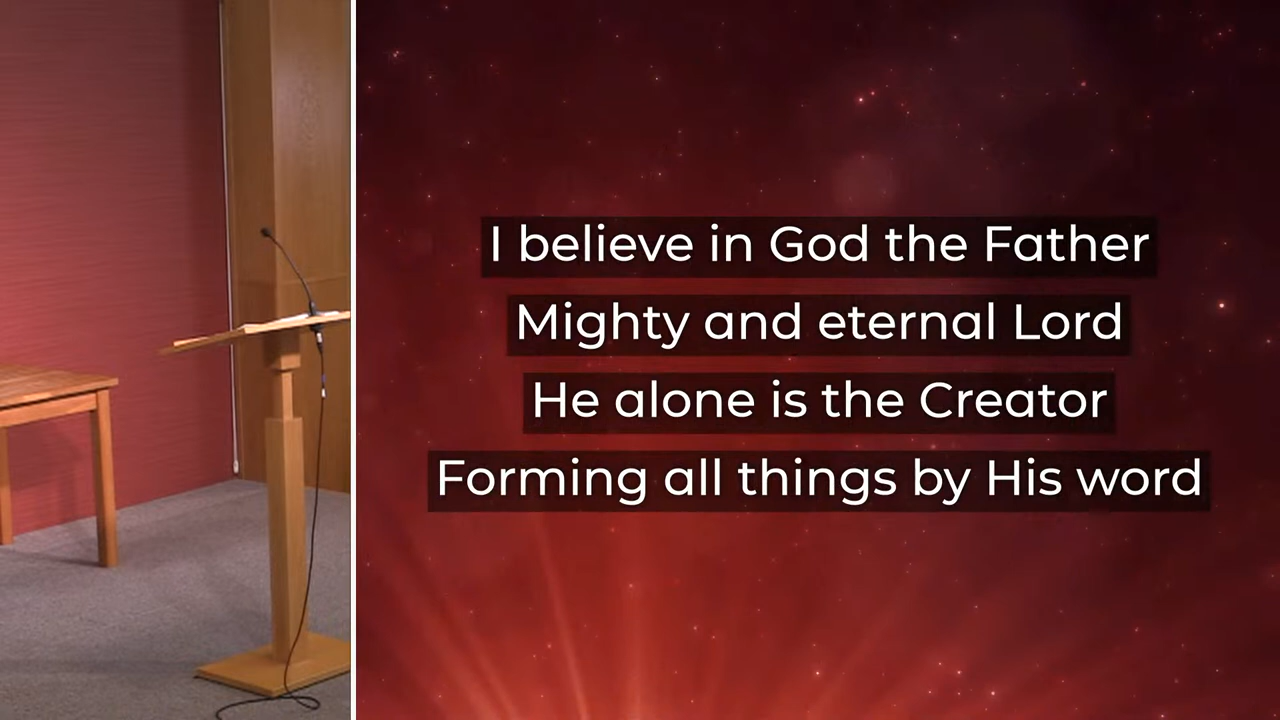 I believe in God the Father
Mighty and eternal Lord
He alone is the Creator
Forming all things by His word